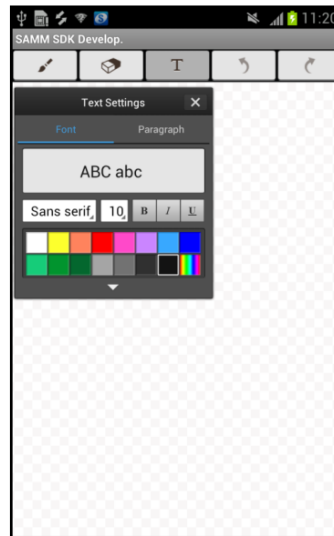 11:20
SAMM SDK Develop.
T
Text Settings
Font Paragraph
ABC abc
Sans serif 10 B I U